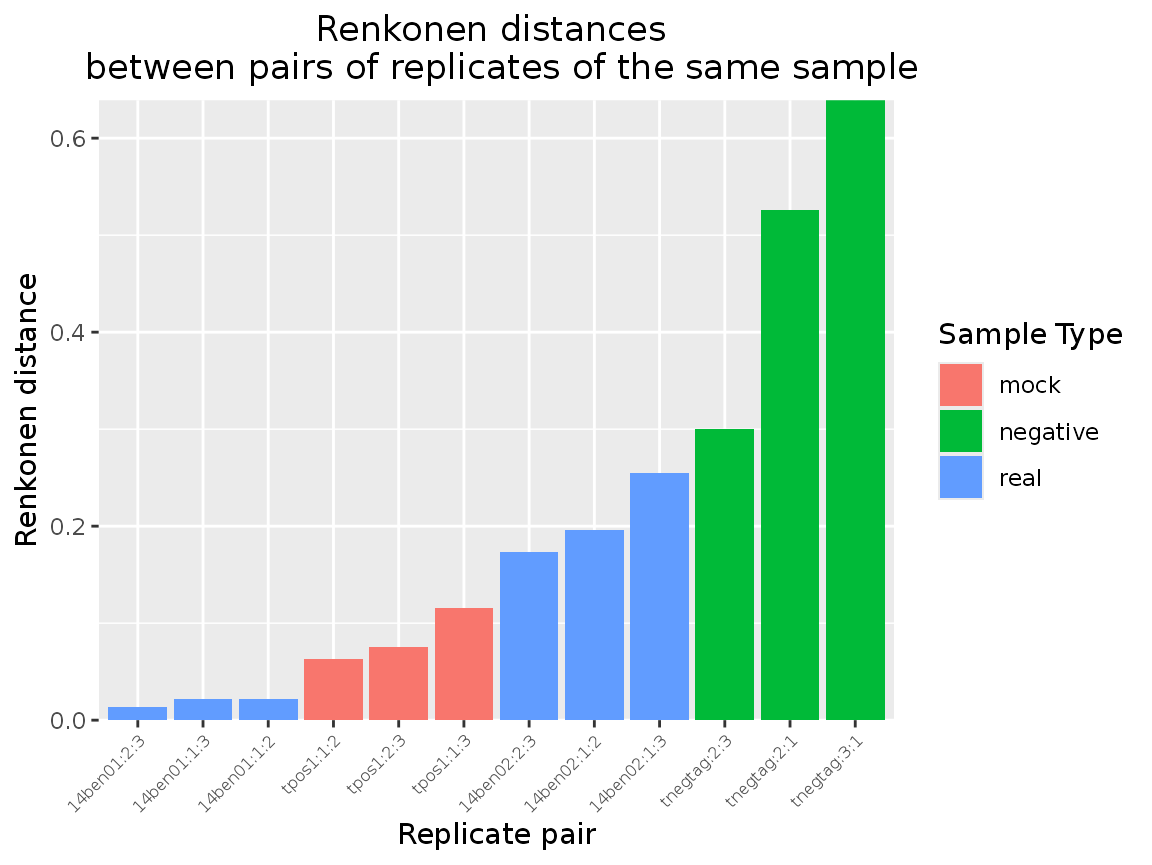 Renkonen distances
between pairs of replicates of the same sample
Renkonen distance
0.6
0.4
0.2
0.0
14ben01:2:3
14ben01:1:3
14ben01:1:2
tpos1:1:2
tpos1:2:3
tpos1:1:3
14ben02:2:3
14ben02:1:2
14ben02:1:3
tnegtag:2:3
tnegtag:2:1
tnegtag:3:1
Replicate pair
Sample Type
mock
negative
real